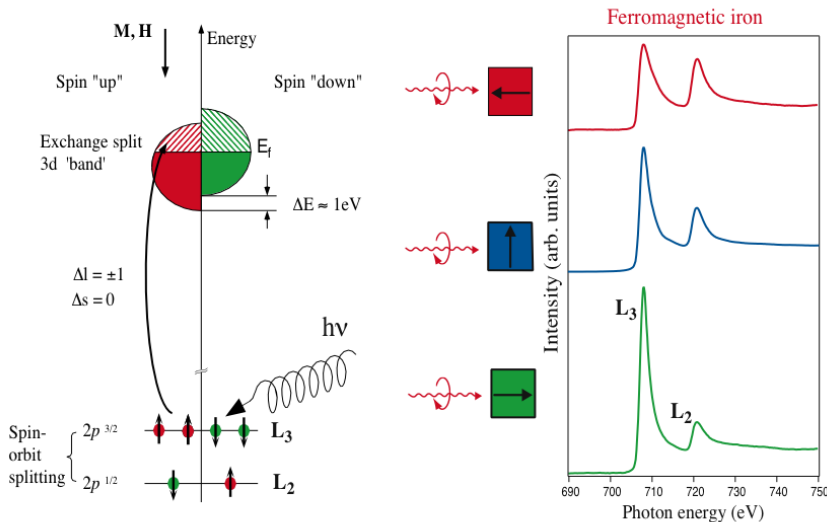 M, H
Energy
Spin "up"
Spin "down"
Exchange split
3d 'band'
E_f
ΔE ≈ 1eV
Δl = ±1
Δs = 0
hν
Spin-
orbit
splitting
2p 3/2
L₃
2p 1/2
L₂
Ferromagnetic iron
Intensity (arb. units)
L₃
L₂
690 700 710 720 730 740 750
Photon energy (eV)